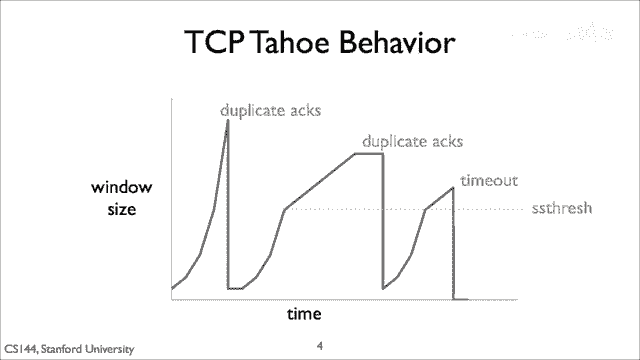 TCP Tahoe Behavior
duplicate acks
duplicate acks
timeout
window
size
ssthresh
time
CS144, Stanford University
4